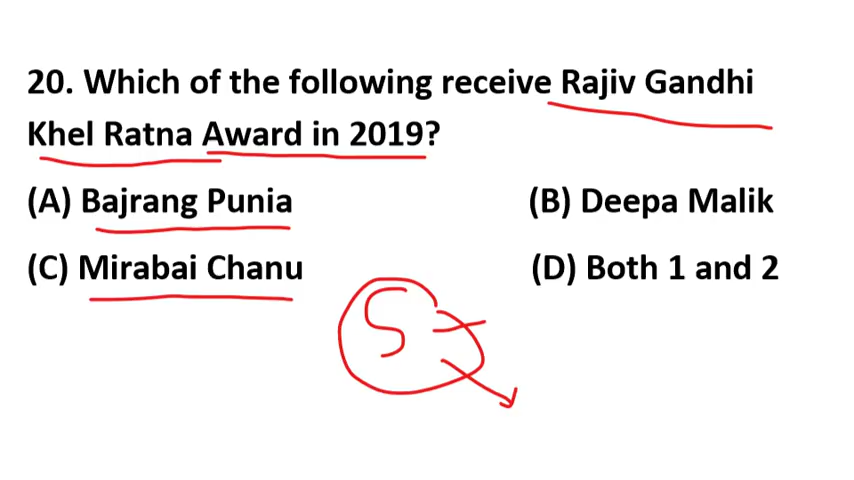 20. Which of the following receive Rajiv Gandhi
Khel Ratna Award in 2019?
(A) Bajrang Punia (B) Deepa Malik
(C) Mirabai Chanu (D) Both 1 and 2
5